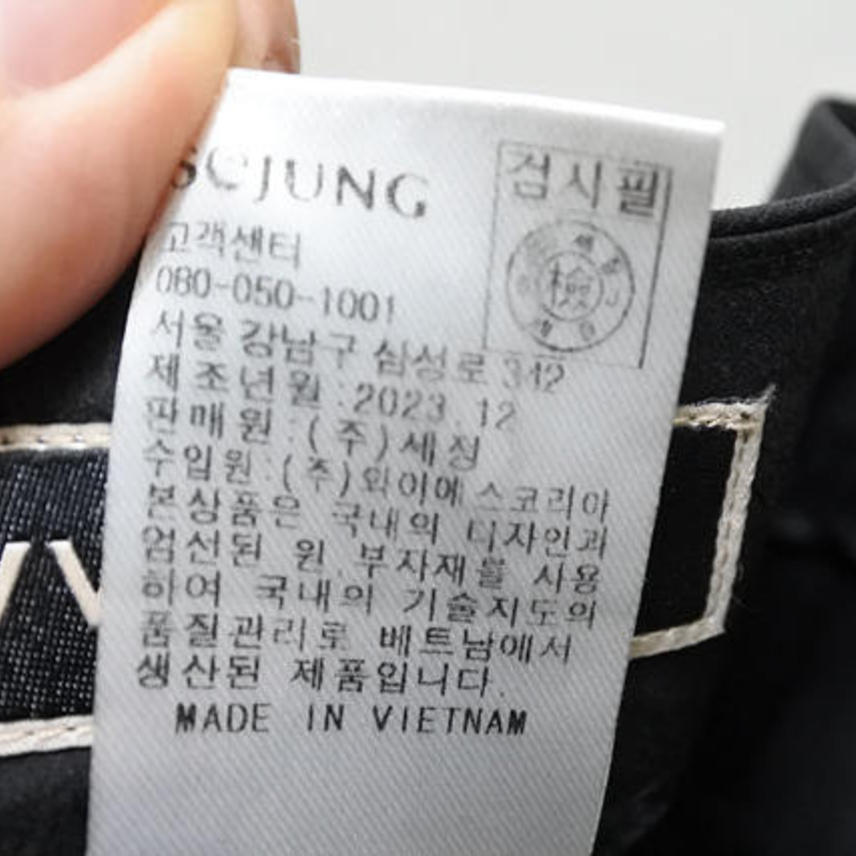 SEJUNG
검사필
세정
檢
고객센터
080-050-1001
서울 강남구 삼성로 342
제조년월 : 2023. 12
판매원 : (주)세정
수입원 : (주)와이에스코리아
본상품은 국내의 디자인과
엄선된 원.부자재를 사용
하여 국내의 기술지도의
품질관리로 베트남에서
생산된 제품입니다.
MADE IN VIETNAM